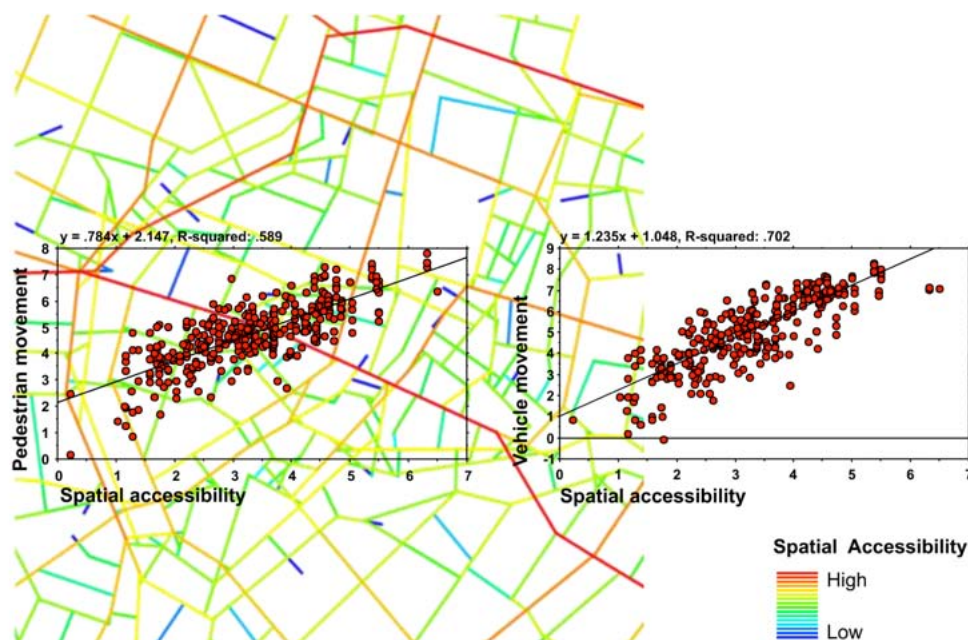 y = .784x + 2.147, R-squared: .589
8
7
6
5
4
3
2
1
0
Pedestrian movement
0 1 2 3 4 5 6 7
Spatial accessibility
y = 1.235x + 1.048, R-squared: .702
9
8
7
6
5
4
3
2
1
0
-1
Vehicle movement
0 1 2 3 4 5 6 7
Spatial accessibility
Spatial Accessibility
High
Low